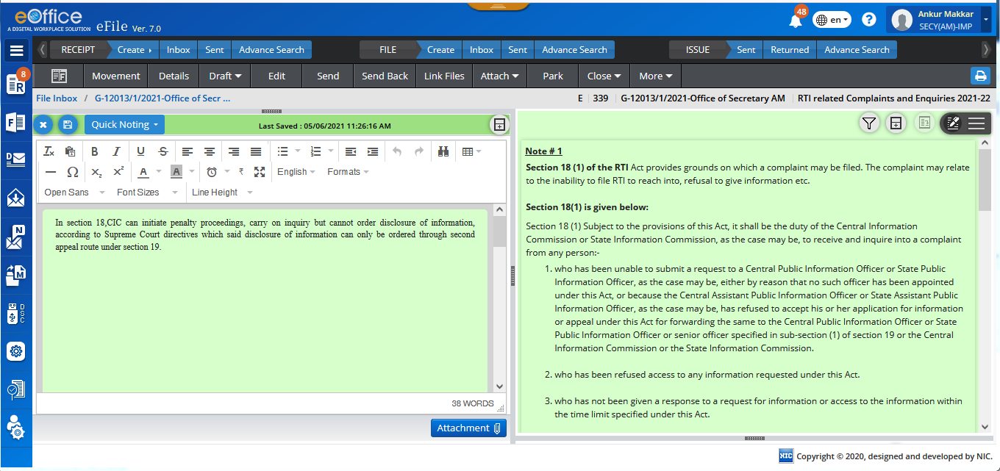 eOffice
A DIGITAL WORKPLACE SOLUTION
eFile Ver. 7.0
48
en
?
Ankur Makkar
SECY(AM)-IMP
RECEIPT Create Inbox Sent Advance Search
FILE Create Inbox Sent Advance Search
ISSUE Sent Returned Advance Search
8
R
F
D
N
M
DSC
Movement Details Draft Edit Send Send Back Link Files Attach Park Close More
File Inbox / G-12013/1/2021-Office of Secr ...
E 339 G-12013/1/2021-Office of Secretary AM RTI related Complaints and Enquiries 2021-22
Quick Noting
Last Saved : 05/06/2021 11:26:16 AM
English Formats
Open Sans Font Sizes Line Height
In section 18,CIC can initiate penalty proceedings, carry on inquiry but cannot order disclosure of information,
according to Supreme Court directives which said disclosure of information can only be ordered through second
appeal route under section 19.
38 WORDS
Attachment
Note # 1
Section 18 (1) of the RTI Act provides grounds on which a complaint may be filed. The complaint may relate
to the inability to file RTI to reach into, refusal to give information etc.
Section 18(1) is given below:
Section 18 (1) Subject to the provisions of this Act, it shall be the duty of the Central Information
Commission or State Information Commission, as the case may be, to receive and inquire into a complaint
from any person:-
1. who has been unable to submit a request to a Central Public Information Officer or State Public
Information Officer, as the case may be, either by reason that no such officer has been appointed
under this Act, or because the Central Assistant Public Information Officer or State Assistant Public
Information Officer, as the case may be, has refused to accept his or her application for information
or appeal under this Act for forwarding the same to the Central Public Information Officer or State
Public Information Officer or senior officer specified in sub-section (1) of section 19 or the Central
Information Commission or the State Information Commission.
2. who has been refused access to any information requested under this Act.
3. who has not been given a response to a request for information or access to the information within
the time limit specified under this Act.
NIC Copyright © 2020, designed and developed by NIC.